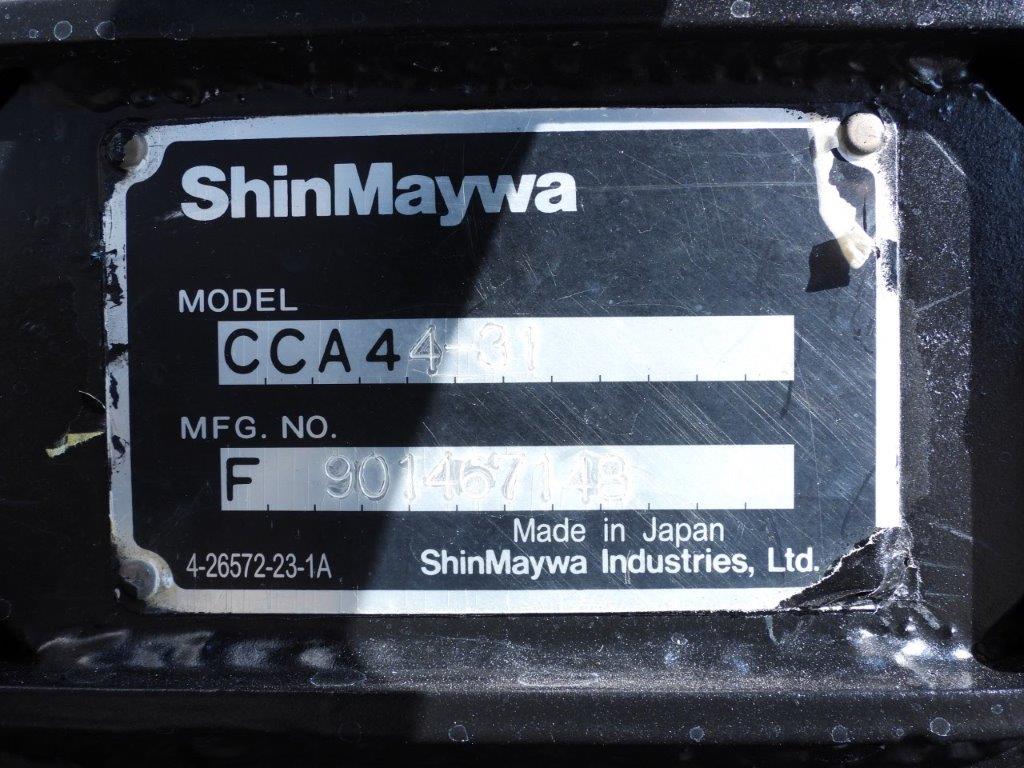 ShinMaywa
MODEL
CCA44-31
MFG. NO.
F 901467148
Made in Japan
4-26572-23-1A
ShinMaywa Industries, Ltd.